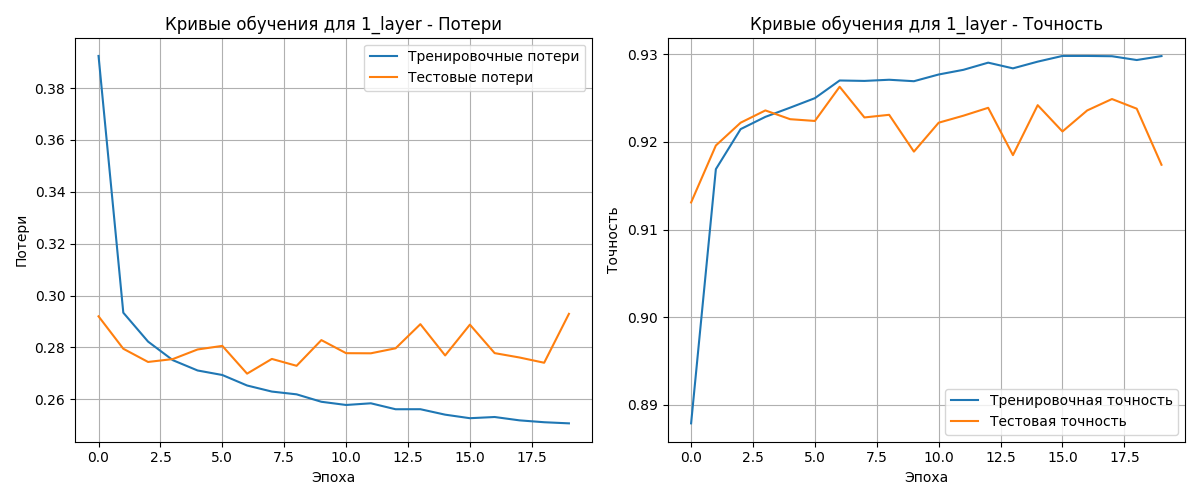 Кривые обучения для 1_layer - Потери
Тренировочные потери
Тестовые потери
Потери
0.38
0.36
0.34
0.32
0.30
0.28
0.26
0.0 2.5 5.0 7.5 10.0 12.5 15.0 17.5
Эпоха
Кривые обучения для 1_layer - Точность
Точность
0.93
0.92
0.91
0.90
0.89
Тренировочная точность
Тестовая точность
0.0 2.5 5.0 7.5 10.0 12.5 15.0 17.5
Эпоха